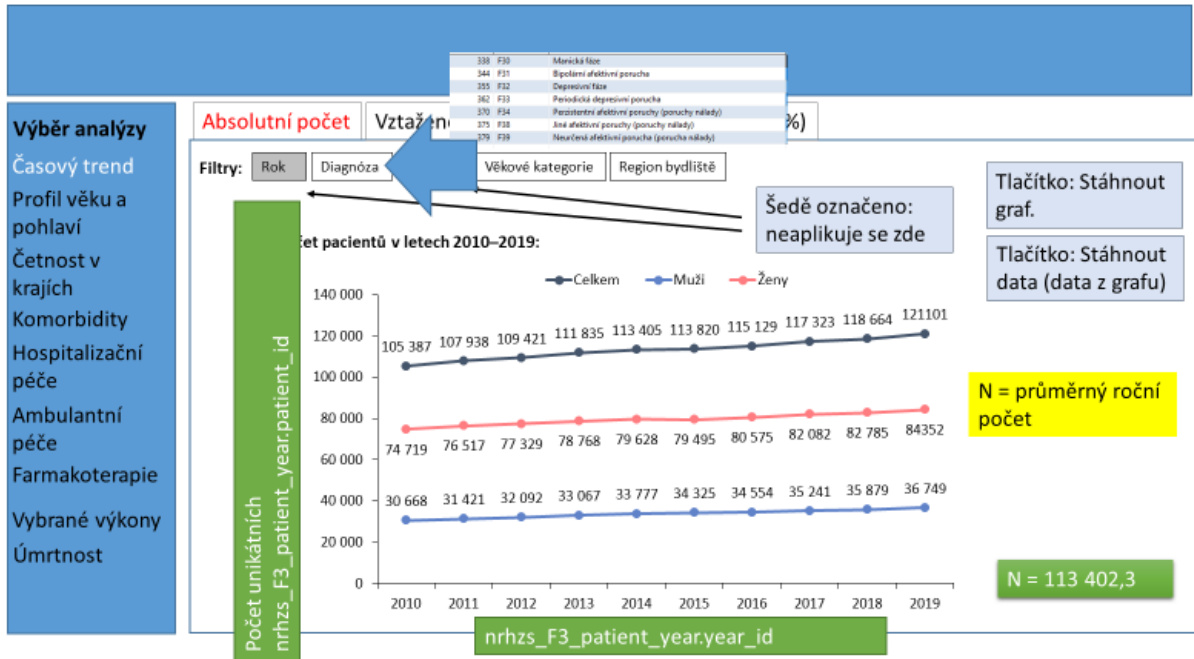 338 F30 Manická fáze
344 F31 Bipolární afektivní porucha
355 F32 Depresivní fáze
362 F33 Periodická depresivní porucha
370 F34 Perzistentní afektivní poruchy (poruchy nálady)
375 F38 Jiné afektivní poruchy (poruchy nálady)
379 F39 Neurčená afektivní porucha (porucha nálady)
Výběr analýzy
Časový trend
Profil věku a
pohlaví
Četnost v
krajích
Komorbidity
Hospitalizační
péče
Ambulantní
péče
Farmakoterapie
Vybrané výkony
Úmrtnost
Absolutní počet
%)
Filtry: Rok Diagnóza Věkové kategorie Region bydliště
Šedě označeno:
neaplikuje se zde
Tlačítko: Stáhnout
graf.
Tlačítko: Stáhnout
data (data z grafu)
pacientů v letech 2010–2019:
Celkem Muži Ženy
140 000
120 000
100 000
80 000
60 000
40 000
20 000
0
105 387 107 938 109 421 111 835 113 405 113 820 115 129 117 323 118 664 121101
74 719 76 517 77 329 78 768 79 628 79 495 80 575 82 082 82 785 84352
30 668 31 421 32 092 33 067 33 777 34 325 34 554 35 241 35 879 36 749
2010 2011 2012 2013 2014 2015 2016 2017 2018 2019
Počet unikátních
nrhzs_F3_patient_year.patient_id
nrhzs_F3_patient_year.year_id
N = průměrný roční
počet
N = 113 402,3